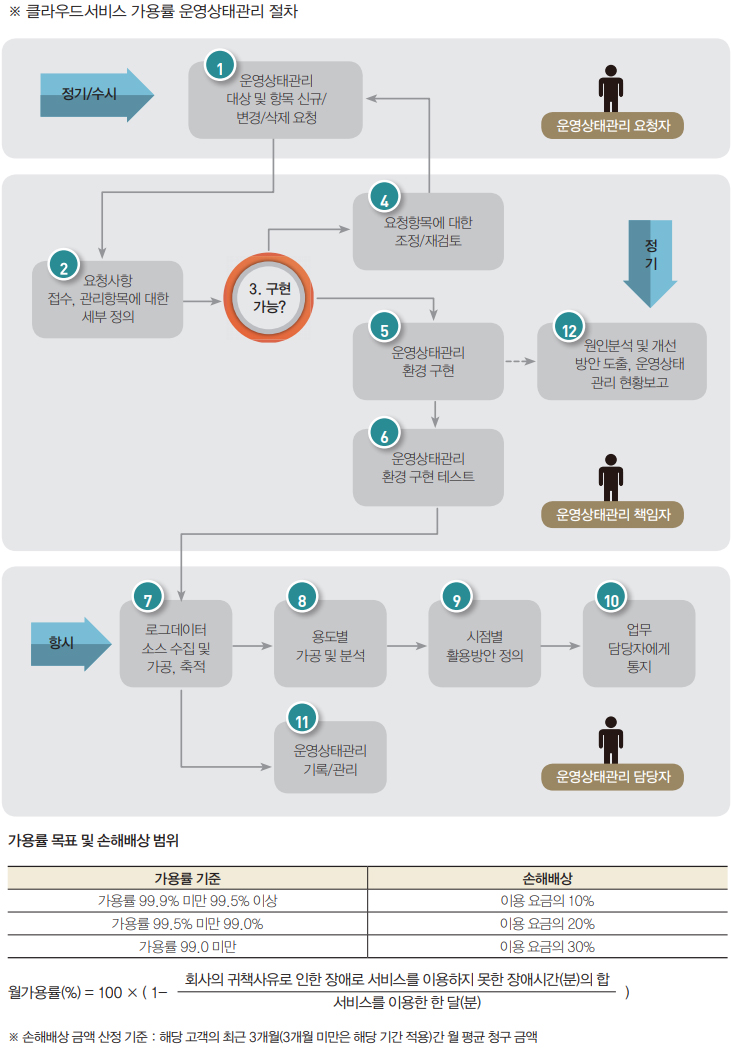 ※ 클라우드서비스 가용률 운영상태관리 절차
정기/수시
1
운영상태관리
대상 및 항목 신규/
변경/삭제 요청
운영상태관리 요청자
2
요청사항
접수, 관리항목에 대한
세부 정의
3. 구현
가능?
4
요청항목에 대한
조정/재검토
정
기
5
운영상태관리
환경 구현
12
원인분석 및 개선
방안 도출, 운영상태
관리 현황보고
6
운영상태관리
환경 구현 테스트
운영상태관리 책임자
항시
7
로그데이터
소스 수집 및
가공, 축적
8
용도별
가공 및 분석
9
시점별
활용방안 정의
10
업무
담당자에게
통지
11
운영상태관리
기록/관리
운영상태관리 담당자
가용률 목표 및 손해배상 범위
가용률 기준 손해배상
가용률 99.9% 미만 99.5% 이상 이용 요금의 10%
가용률 99.5% 미만 99.0% 이용 요금의 20%
가용률 99.0 미만 이용 요금의 30%
월가용률(%) = 100 × ( 1- 회사의 귀책사유로 인한 장애로 서비스를 이용하지 못한 장애시간(분)의 합 )
서비스를 이용한 한 달(분)
※ 손해배상 금액 산정 기준 : 해당 고객의 최근 3개월(3개월 미만은 해당 기간 적용)간 월 평균 청구 금액